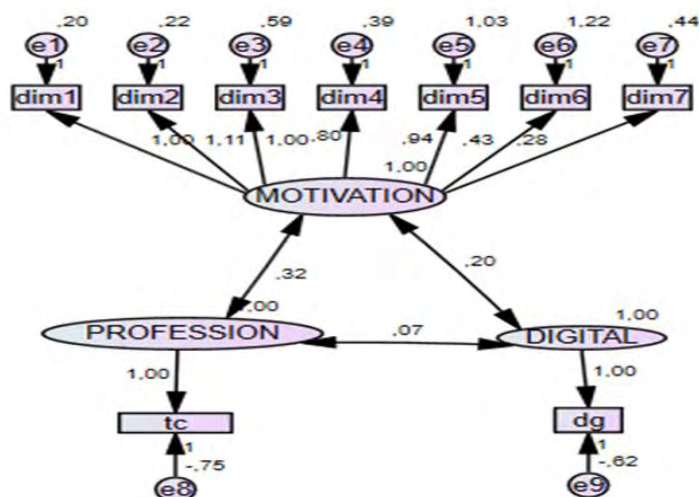 ,20 ,22 ,59 ,39 1,03 1,22 ,44
e1 e2 e3 e4 e5 e6 e7
1 1 1 1 1 1 1
dim1 dim2 dim3 dim4 dim5 dim6 dim7
1,00 1,11 1,00 ,80 ,94 ,43 ,28
1,00
MOTIVATION
,32 ,20
,00 1,00
PROFESSION ,07 DIGITAL
1,00 1,00
tc dg
1 1
-,75 -,62
e8 e9